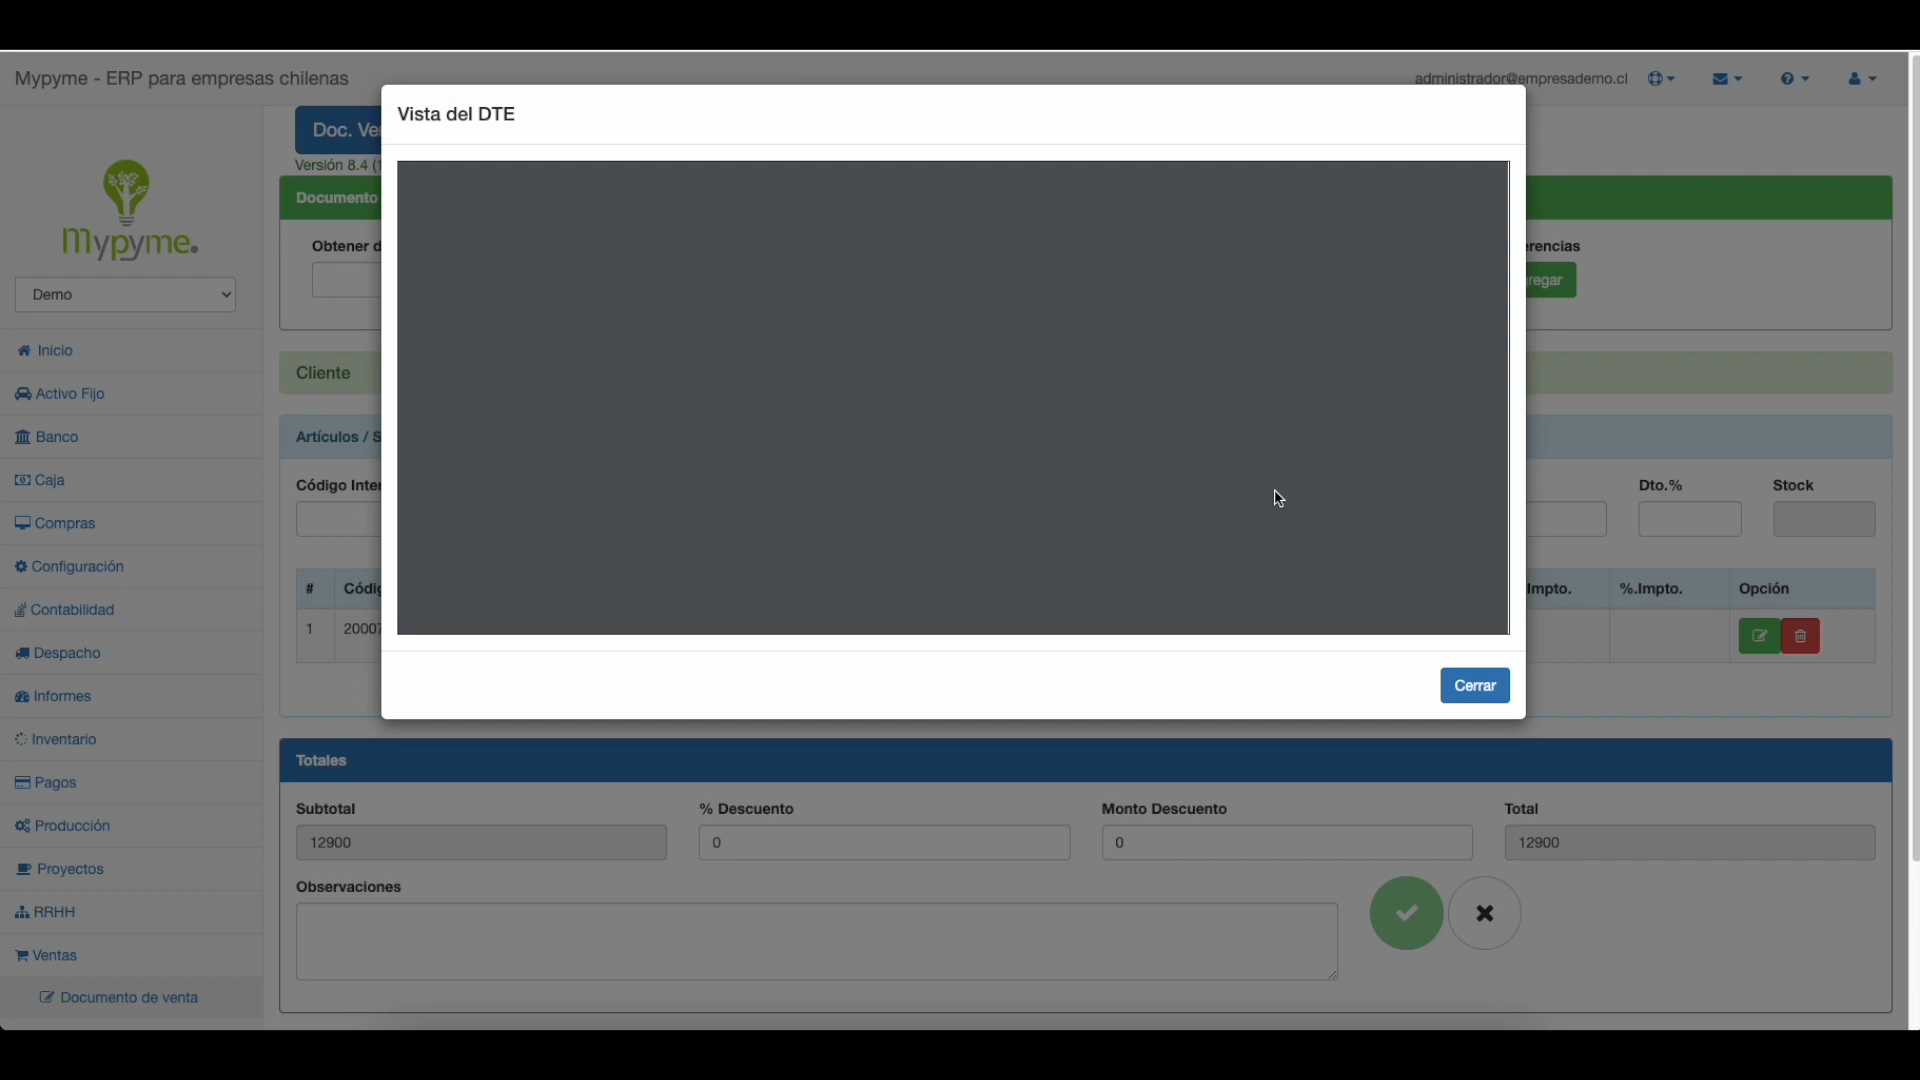 Mypyme - ERP para empresas chilenas
administrador@empresademo.cl
Mypyme.
Demo
Inicio
Activo Fijo
Banco
Caja
Compras
Configuración
Contabilidad
Despacho
Informes
Inventario
Pagos
Producción
Proyectos
RRHH
Ventas
Documento de venta
Vista del DTE
Cerrar
Doc. Ve
Versión 8.4 (
Documento
Obtener d
erencias
regar
Cliente
Artículos / S
Código Inter
Dto.%
Stock
# Códig Impto. %.Impto. Opción
1 20007
Totales
Subtotal % Descuento Monto Descuento Total
12900 0 0 12900
Observaciones